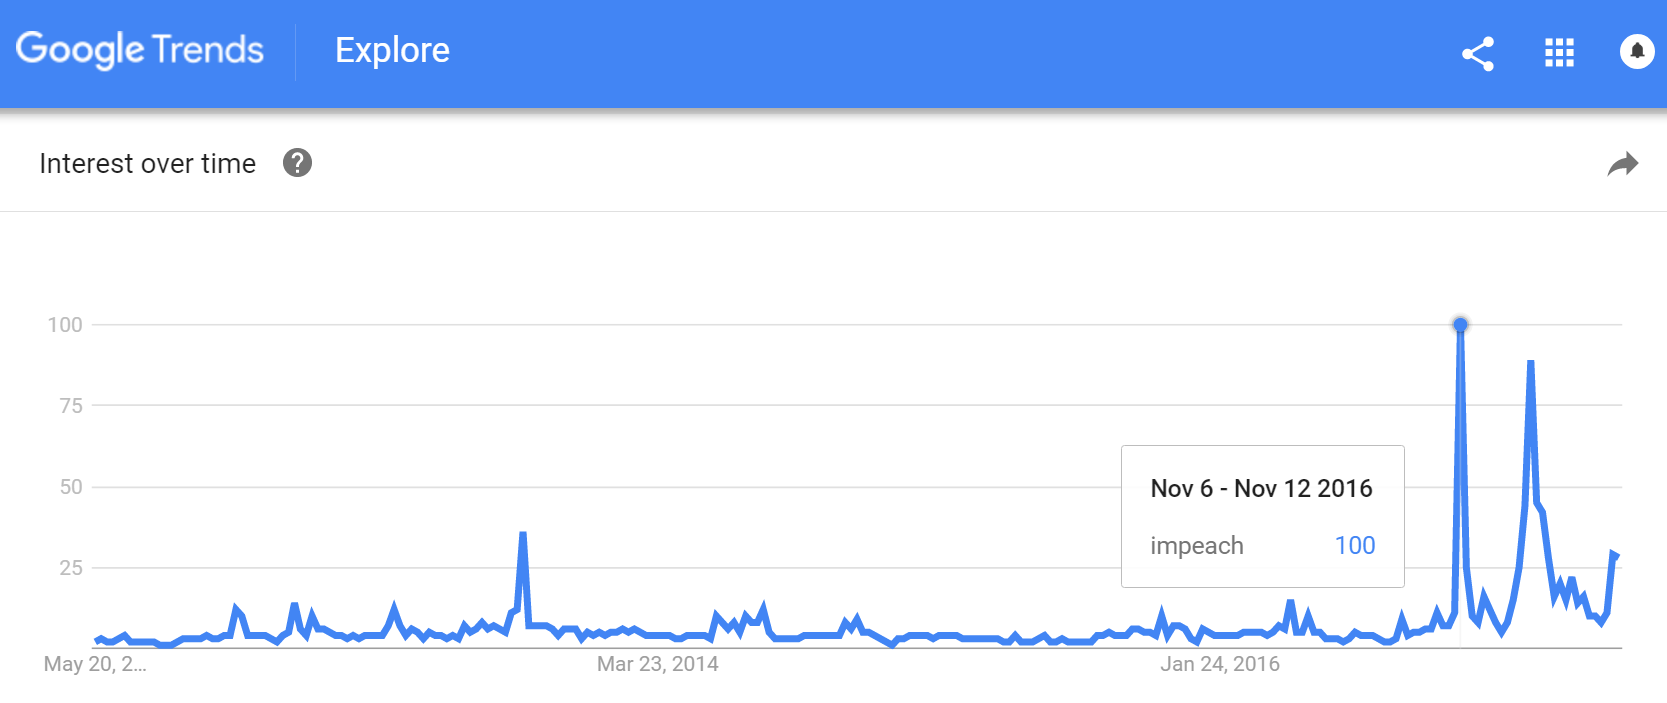 Google Trends
Explore
Interest over time ?
100
75
50
25
Nov 6 - Nov 12 2016
impeach 100
May 20, 2...
Mar 23, 2014
Jan 24, 2016